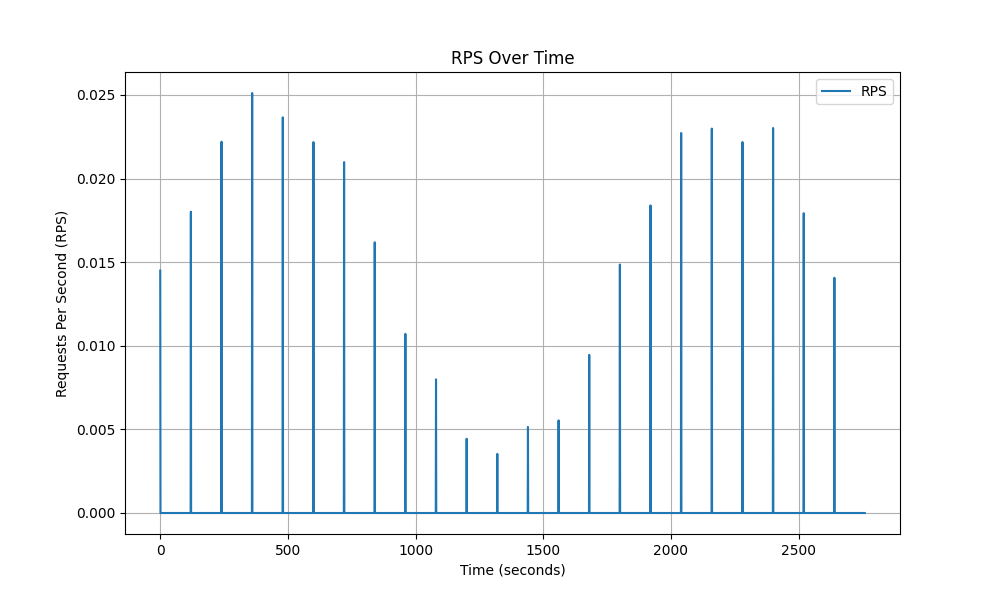 RPS Over Time
RPS
Requests Per Second (RPS)
0.025
0.020
0.015
0.010
0.005
0.000
0 500 1000 1500 2000 2500
Time (seconds)